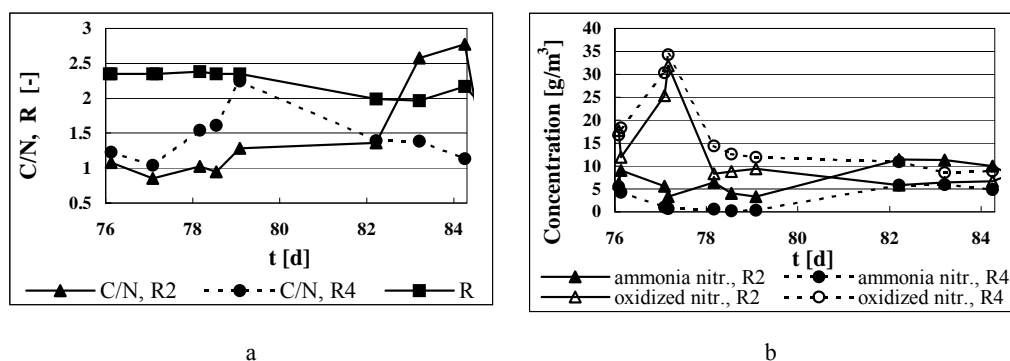 3
2.5
2
1.5
1
0.5
C/N, R [-]
76 78 80 82 84
t [d]
C/N, R2 C/N, R4 R
a
40
35
30
25
20
15
10
5
0
Concentration [g/m³]
76 78 80 82 84
t [d]
ammonia nitr., R2 ammonia nitr., R4
oxidized nitr., R2 oxidized nitr., R4
b